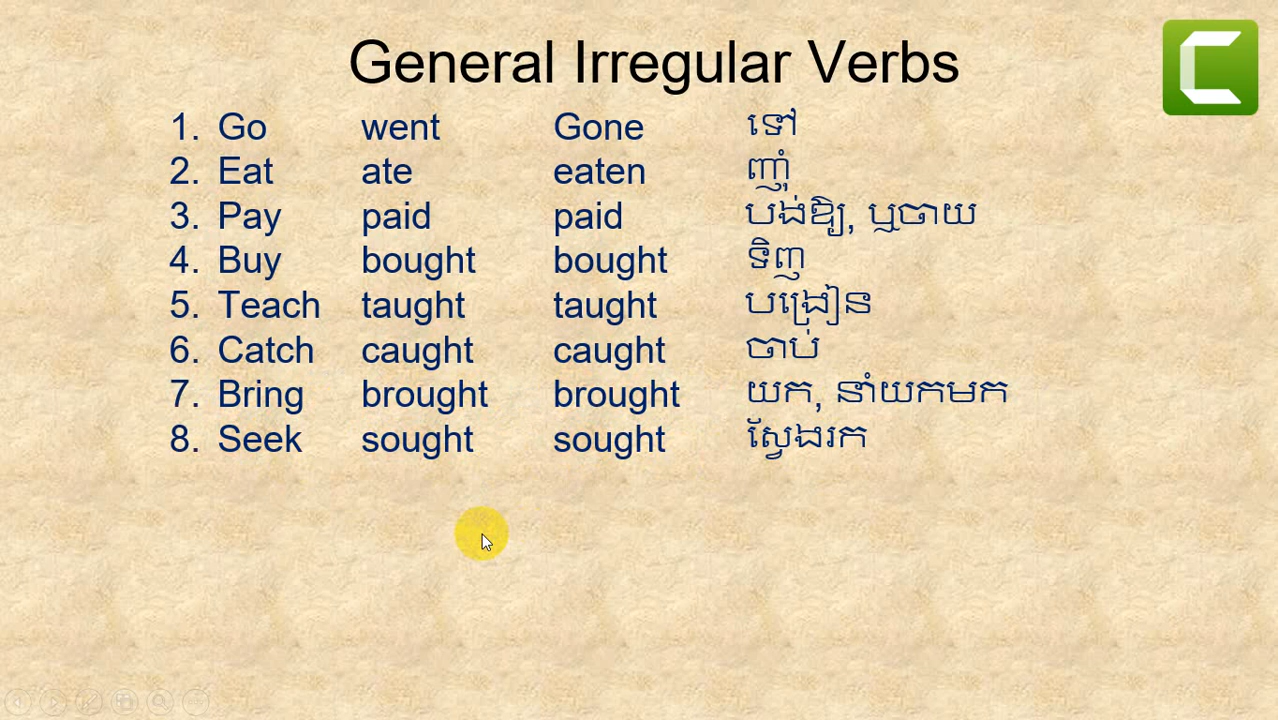 General Irregular Verbs
1. Go went Gone ទៅ
2. Eat ate eaten ញ៉ាំ
3. Pay paid paid បង់ឱ្យ, ឬចាយ
4. Buy bought bought ទិញ
5. Teach taught taught បង្រៀន
6. Catch caught caught ចាប់
7. Bring brought brought យក, នាំយកមក
8. Seek sought sought ស្វែងរក